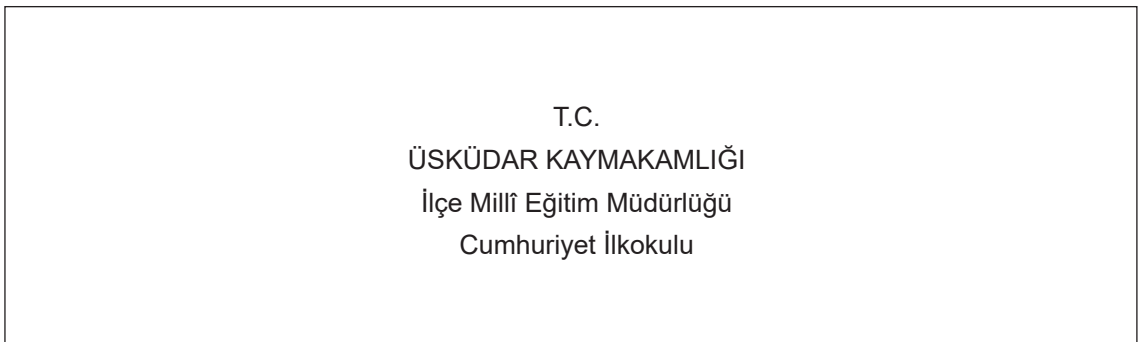 T.C.
ÜSKÜDAR KAYMAKAMLIĞI
İlçe Millî Eğitim Müdürlüğü
Cumhuriyet İlkokulu